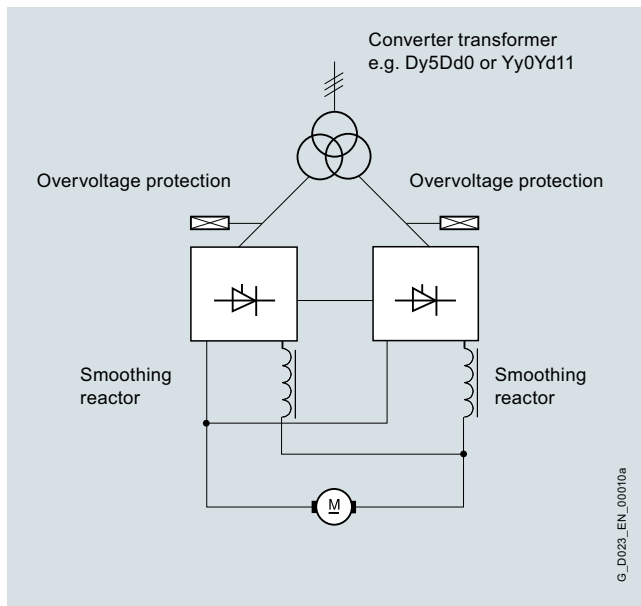 Converter transformer
e.g. Dy5Dd0 or Yy0Yd11
Overvoltage protection
Overvoltage protection
Smoothing
reactor
Smoothing
reactor
M
G_D023_EN_00010a